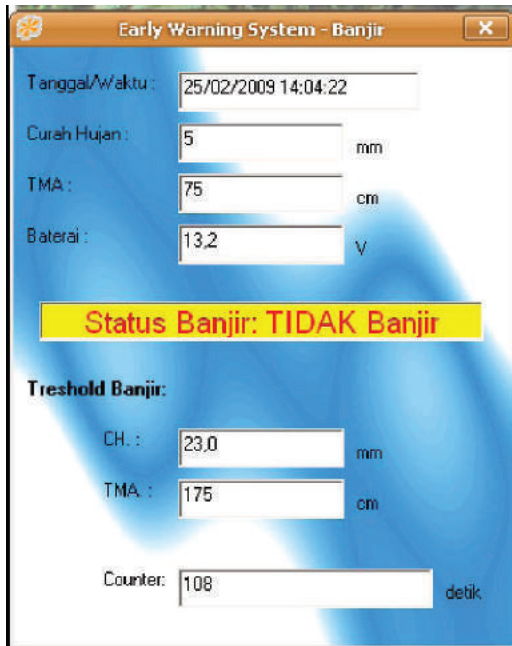 Early Warning System - Banjir
Tanggal/Waktu : 25/02/2009 14:04:22
Curah Hujan : 5 mm
TMA : 75 cm
Baterai : 13,2 V
Status Banjir: TIDAK Banjir
Treshold Banjir:
CH. : 23,0 mm
TMA. : 175 cm
Counter: 108 detik